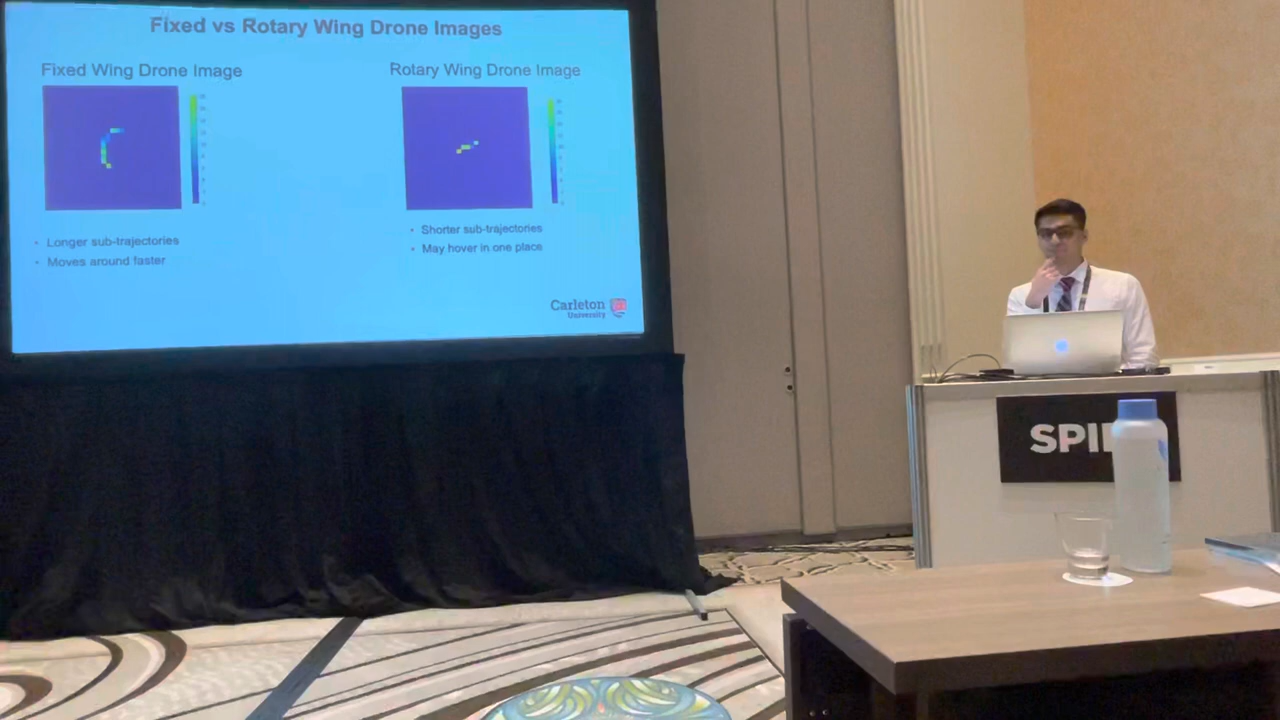 Fixed vs Rotary Wing Drone Images
Fixed Wing Drone Image
Rotary Wing Drone Image
• Longer sub-trajectories
• Moves around faster
• Shorter sub-trajectories
• May hover in one place
Carleton
University
SPI